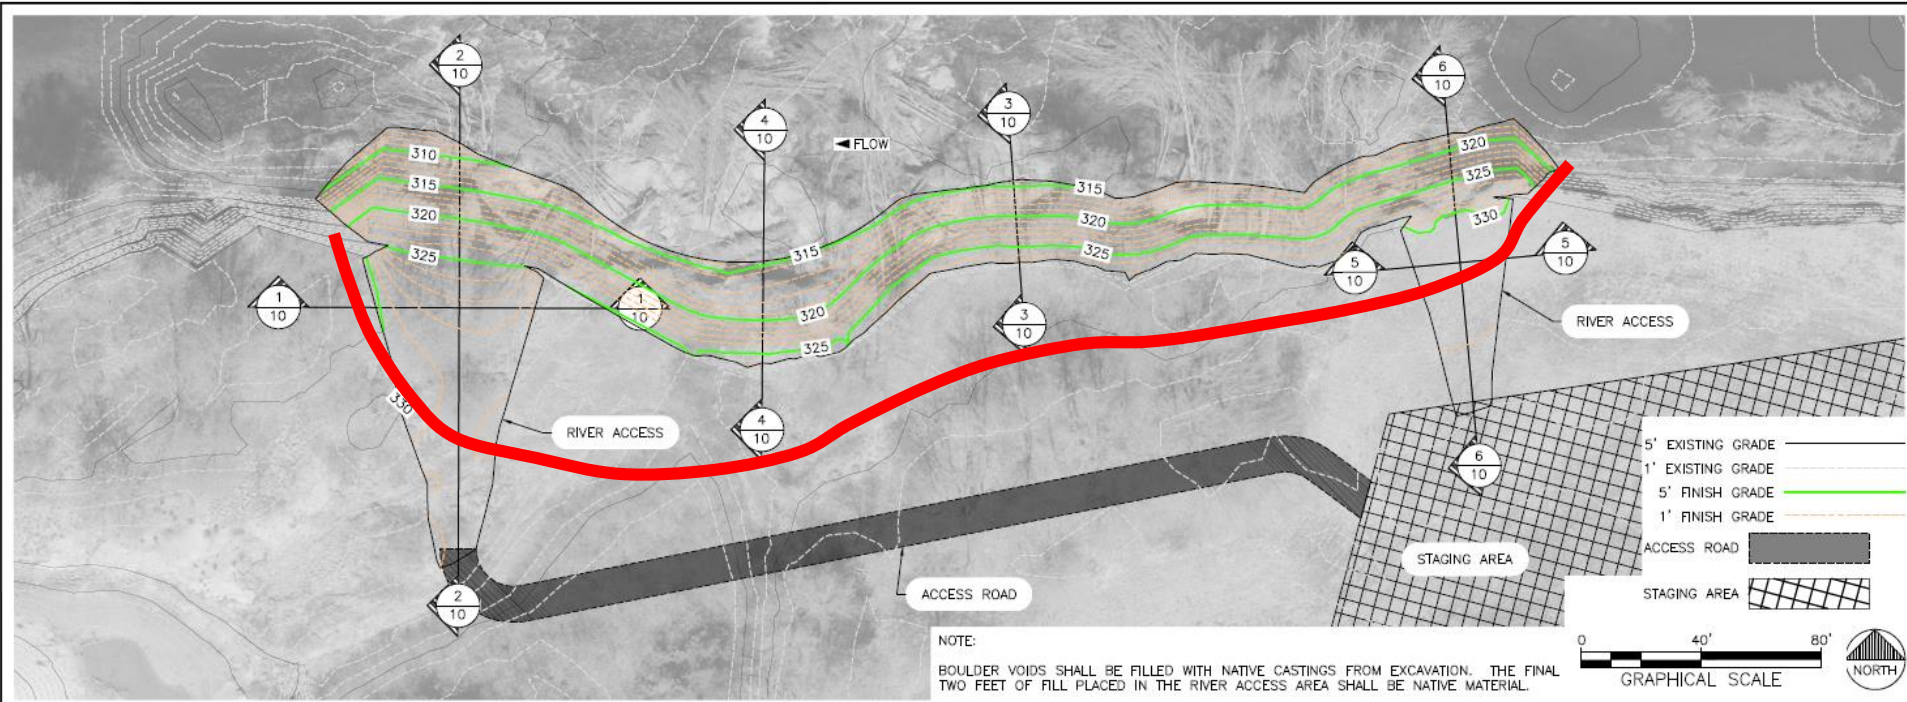 2
10
6
10
3
10
4
10
FLOW
310
315
320
325
320
325
330
315
320
325
315
320
325
330
1
10
1
10
5
10
5
10
3
10
4
10
6
10
2
10
RIVER ACCESS
RIVER ACCESS
STAGING AREA
ACCESS ROAD
5' EXISTING GRADE
1' EXISTING GRADE
5' FINISH GRADE
1' FINISH GRADE
ACCESS ROAD
STAGING AREA
NOTE:
BOULDER VOIDS SHALL BE FILLED WITH NATIVE CASTINGS FROM EXCAVATION. THE FINAL
TWO FEET OF FILL PLACED IN THE RIVER ACCESS AREA SHALL BE NATIVE MATERIAL.
0 40' 80'
GRAPHICAL SCALE
NORTH